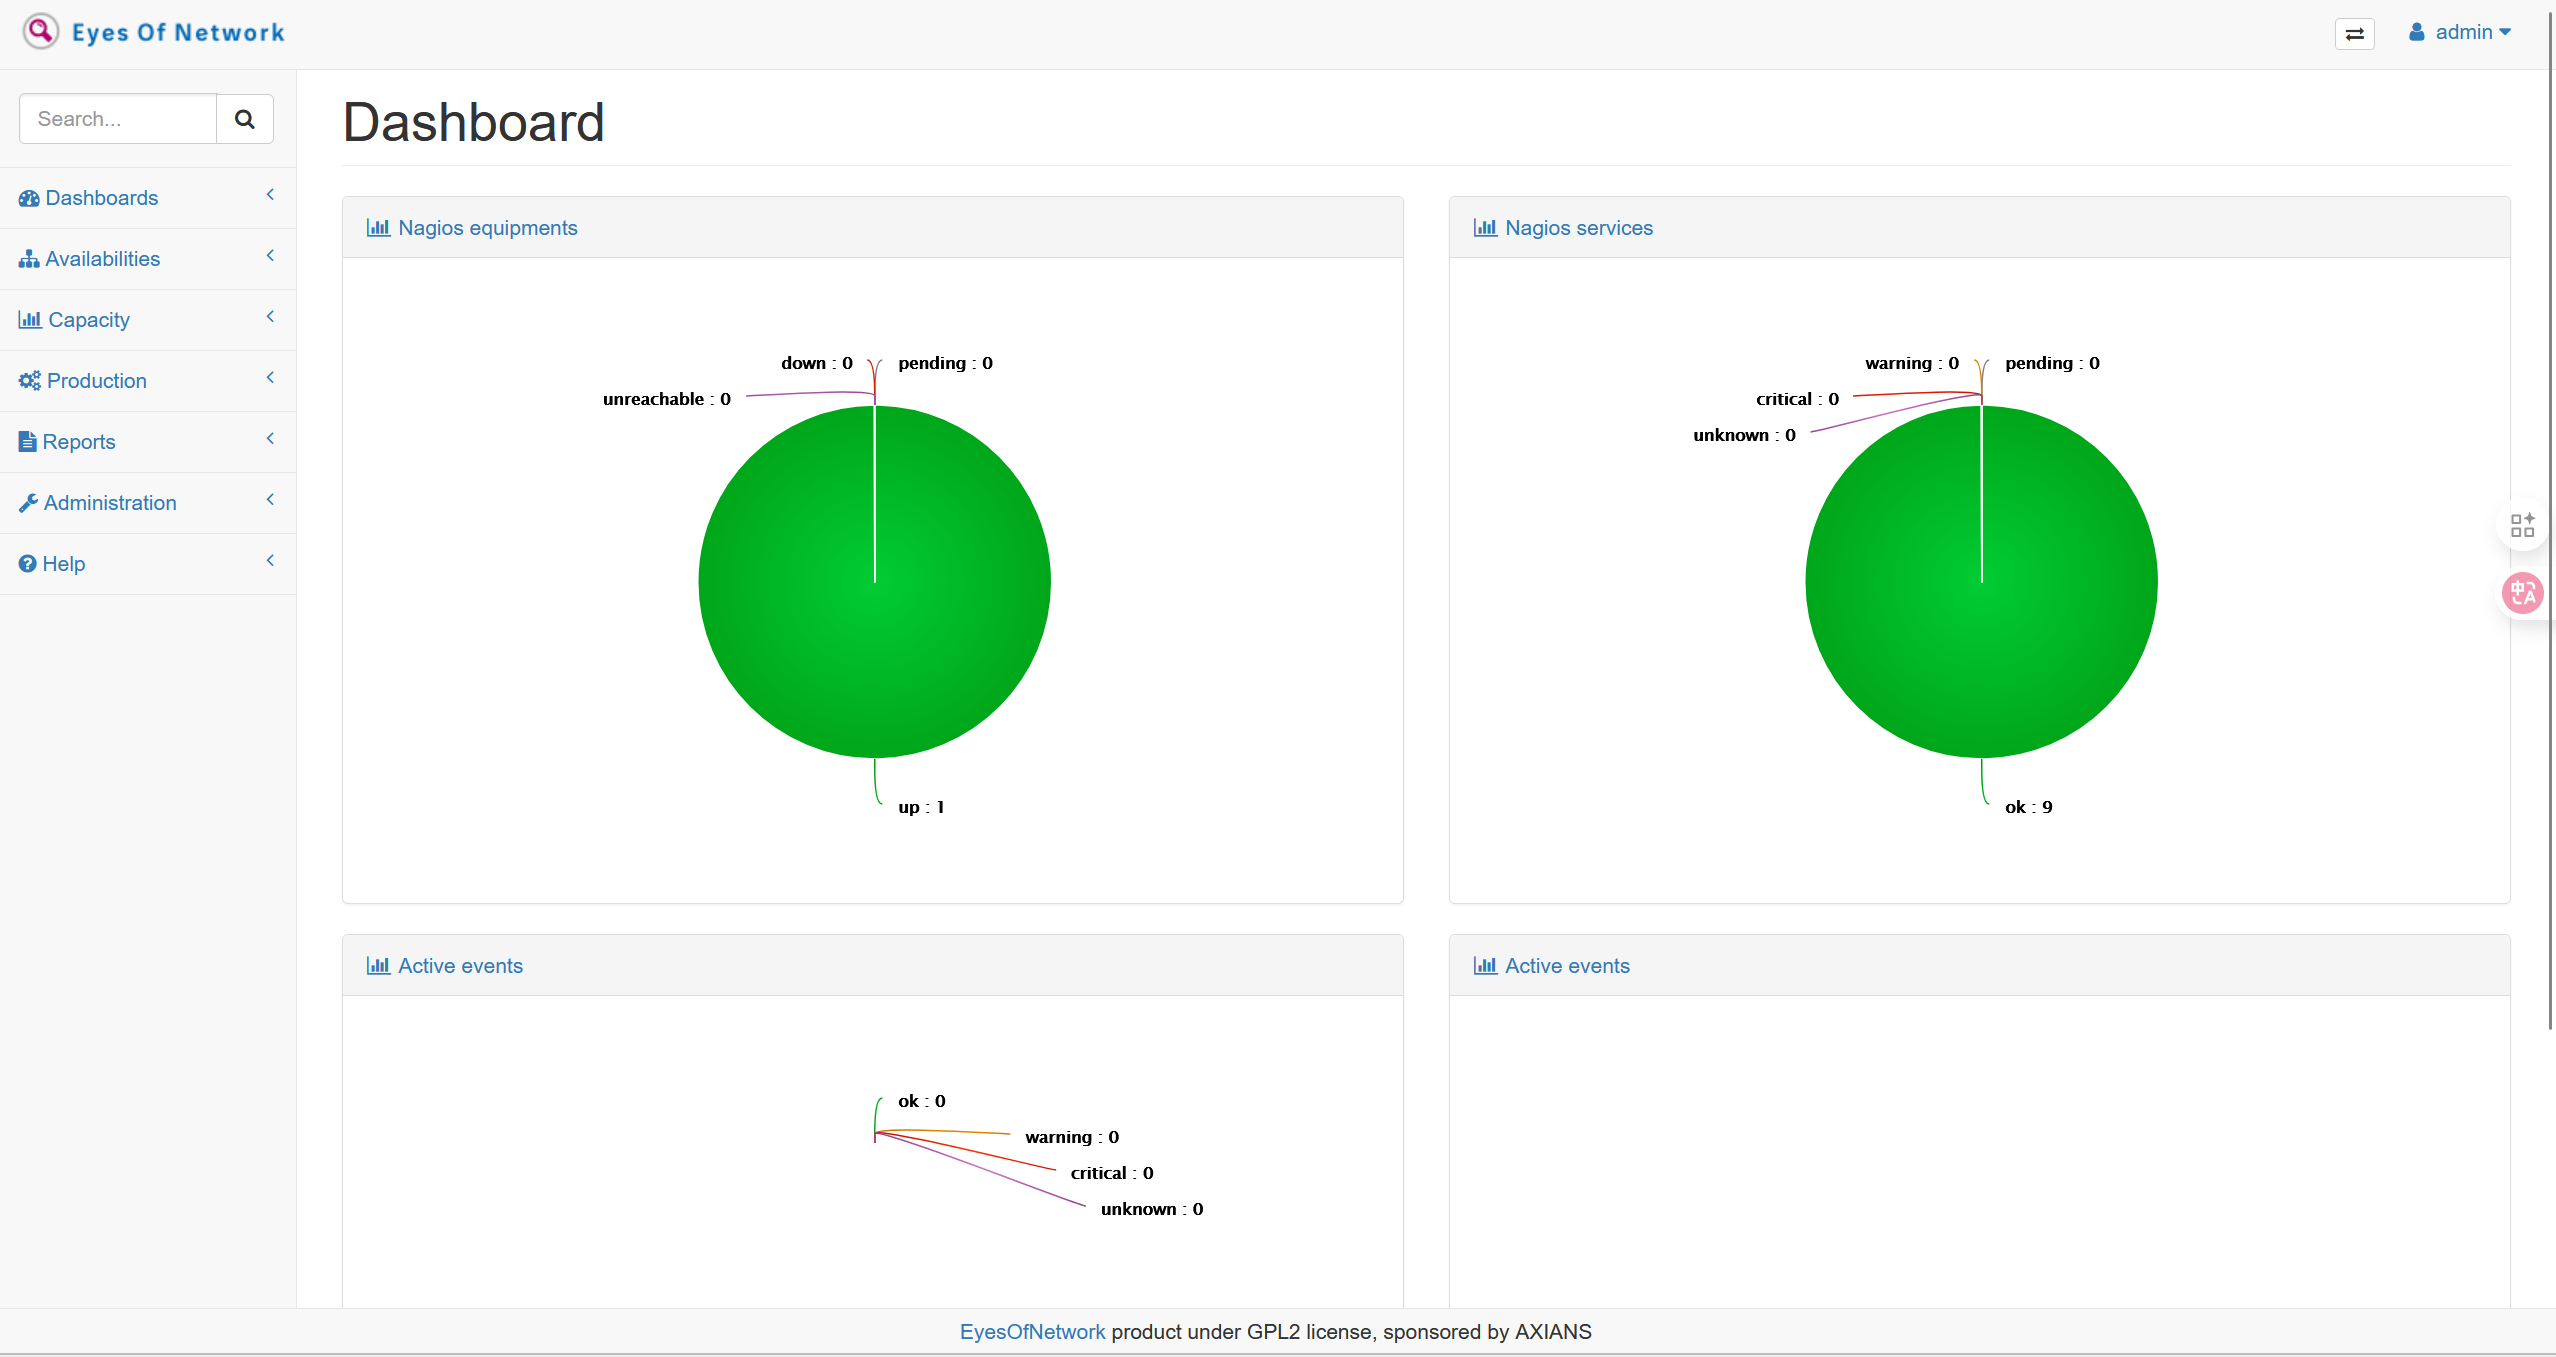 Eyes Of Network
admin
Search...
Dashboards
Availabilities
Capacity
Production
Reports
Administration
Help
Dashboard
Nagios equipments
down : 0
pending : 0
unreachable : 0
up : 1
Nagios services
warning : 0
pending : 0
critical : 0
unknown : 0
ok : 9
Active events
ok : 0
warning : 0
critical : 0
unknown : 0
Active events
中A
EyesOfNetwork product under GPL2 license, sponsored by AXIANS